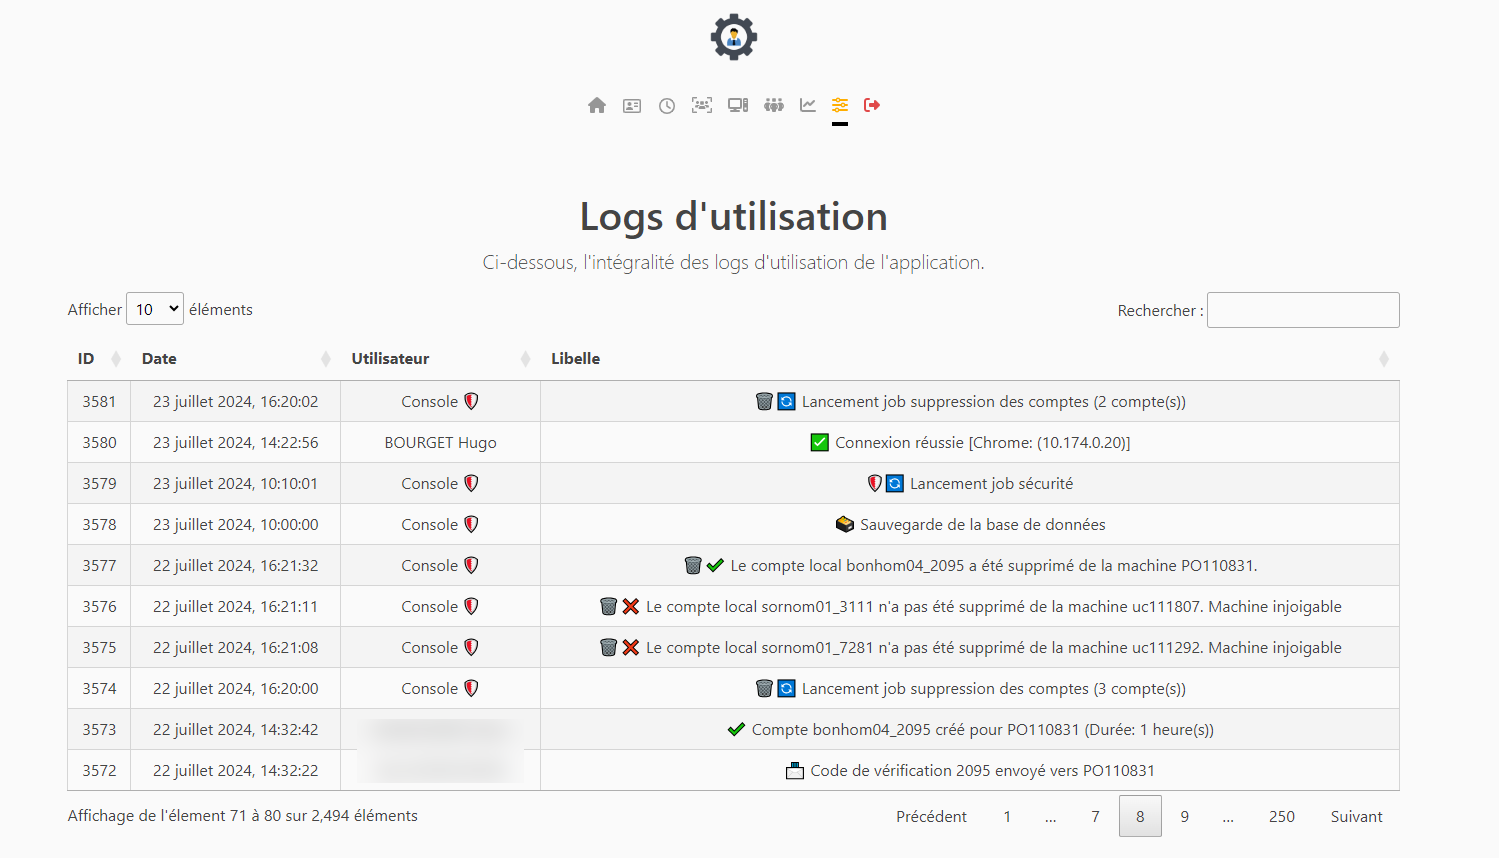 Logs d'utilisation
Ci-dessous, l'intégralité des logs d'utilisation de l'application.
Afficher 10 éléments Rechercher :
ID Date Utilisateur Libelle
3581 23 juillet 2024, 16:20:02 Console Lancement job suppression des comptes (2 compte(s))
3580 23 juillet 2024, 14:22:56 BOURGET Hugo Connexion réussie [Chrome: (10.174.0.20)]
3579 23 juillet 2024, 10:10:01 Console Lancement job sécurité
3578 23 juillet 2024, 10:00:00 Console Sauvegarde de la base de données
3577 22 juillet 2024, 16:21:32 Console Le compte local bonhom04_2095 a été supprimé de la machine PO110831.
3576 22 juillet 2024, 16:21:11 Console Le compte local sornom01_3111 n'a pas été supprimé de la machine uc111807. Machine injoigable
3575 22 juillet 2024, 16:21:08 Console Le compte local sornom01_7281 n'a pas été supprimé de la machine uc111292. Machine injoigable
3574 22 juillet 2024, 16:20:00 Console Lancement job suppression des comptes (3 compte(s))
3573 22 juillet 2024, 14:32:42 Compte bonhom04_2095 créé pour PO110831 (Durée: 1 heure(s))
3572 22 juillet 2024, 14:32:22 Code de vérification 2095 envoyé vers PO110831
Affichage de l'élement 71 à 80 sur 2,494 éléments Précédent 1 ... 7 8 9 ... 250 Suivant